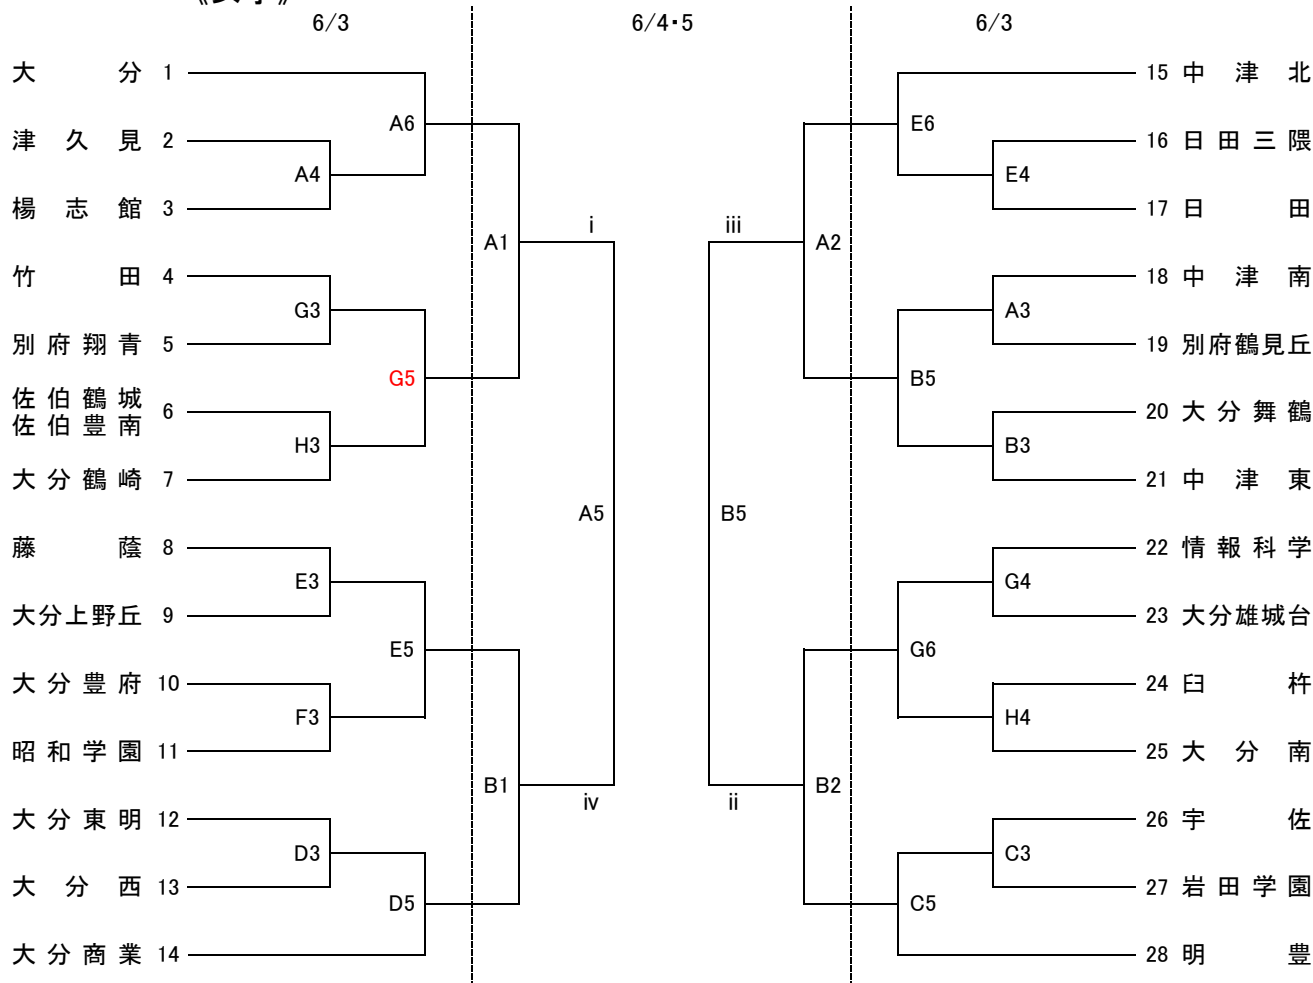 6/3 6/4・5 6/3
大分 1
A6
津久見 2
A4
楊志館 3
A1
i
竹田 4
G3
別府翔青 5
G5
佐伯鶴城
佐伯豊南 6
H3
大分鶴崎 7
A5
藤蔭 8
E3
大分上野丘 9
E5
大分豊府 10
F3
昭和学園 11
B1
iv
大分東明 12
D3
大分西 13
D5
大分商業 14
15 中津北
E6
16 日田三隈
E4
17 日田
iii
A2
18 中津南
A3
19 別府鶴見丘
B5
20 大分舞鶴
B3
21 中津東
B5
22 情報科学
G4
23 大分雄城台
G6
24 臼杵
H4
25 大分南
B2
ii
26 宇佐
C3
27 岩田学園
C5
28 明豊